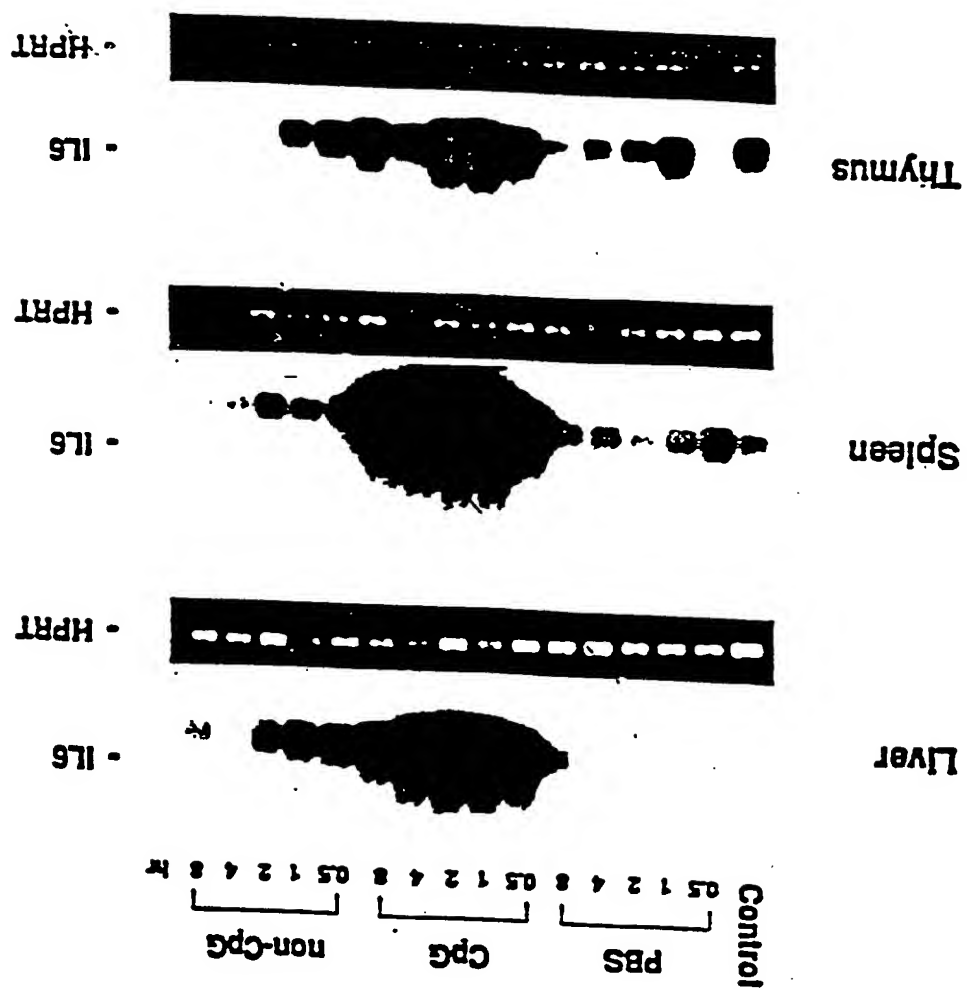 PBS CpG non-CpG
Control 0.5 1 2 4 8 0.5 1 2 4 8 0.5 1 2 4 8 hr
Liver - IL6
- HPRT
Spleen - IL6
- HPRT
Thymus - IL6
- HPRT